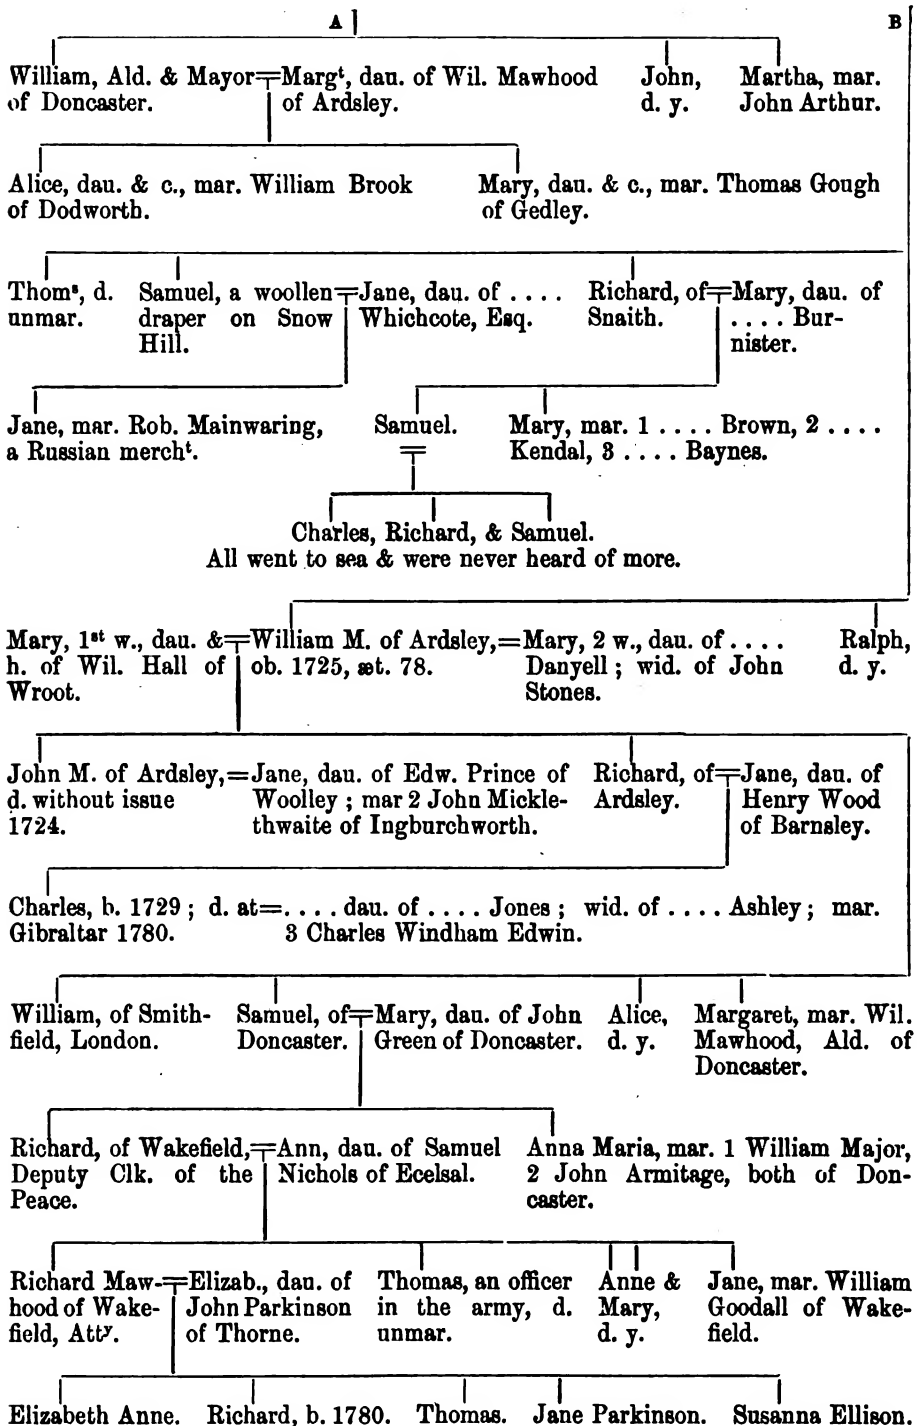 A B
William, Ald. & Mayor of Doncaster. = Marg^t, dau. of Wil. Mawhood of Ardsley.
John, d. y.
Martha, mar. John Arthur.
Alice, dau. & c., mar. William Brook
of Dodworth.
Mary, dau. & c., mar. Thomas Gough
of Gedley.
Thom^s, d.
unmar.
Samuel, a woollen
draper on Snow
Hill.
=Jane, dau. of . . . .
Whichcote, Esq.
Richard, of
Snaith.
=Mary, dau. of
. . . . Bur-
nister.
Jane, mar. Rob. Mainwaring,
a Russian merch^t.
Samuel.
=
Mary, mar. 1 . . . . Brown, 2 . . . .
Kendal, 3 . . . . Baynes.
Charles, Richard, & Samuel.
All went to sea & were never heard of more.
Mary, 1^st w., dau. &
h. of Wil. Hall of
Wroot.
=William M. of Ardsley,
ob. 1725, æt. 78.
=Mary, 2 w., dau. of . . . .
Danyell ; wid. of John
Stones.
Ralph,
d. y.
John M. of Ardsley,
d. without issue
1724.
=Jane, dau. of Edw. Prince of
Woolley ; mar 2 John Mickle-
thwaite of Ingburchworth.
Richard, of
Ardsley.
=Jane, dau. of
Henry Wood
of Barnsley.
Charles, b. 1729 ; d. at
Gibraltar 1780.
=. . . . dau. of . . . . Jones ; wid. of . . . . Ashley ; mar.
3 Charles Windham Edwin.
William, of Smith-
field, London.
Samuel, of
Doncaster.
=Mary, dau. of John
Green of Doncaster.
Alice,
d. y.
Margaret, mar. Wil.
Mawhood, Ald. of
Doncaster.
Richard, of Wakefield,
Deputy Clk. of the
Peace.
=Ann, dau. of Samuel
Nichols of Ecelsal.
Anna Maria, mar. 1 William Major,
2 John Armitage, both of Don-
caster.
Richard Maw-
hood of Wake-
field, Att^y.
=Elizab., dau. of
John Parkinson
of Thorne.
Thomas, an officer
in the army, d.
unmar.
Anne &
Mary,
d. y.
Jane, mar. William
Goodall of Wake-
field.
Elizabeth Anne. Richard, b. 1780. Thomas. Jane Parkinson. Susanna Ellison